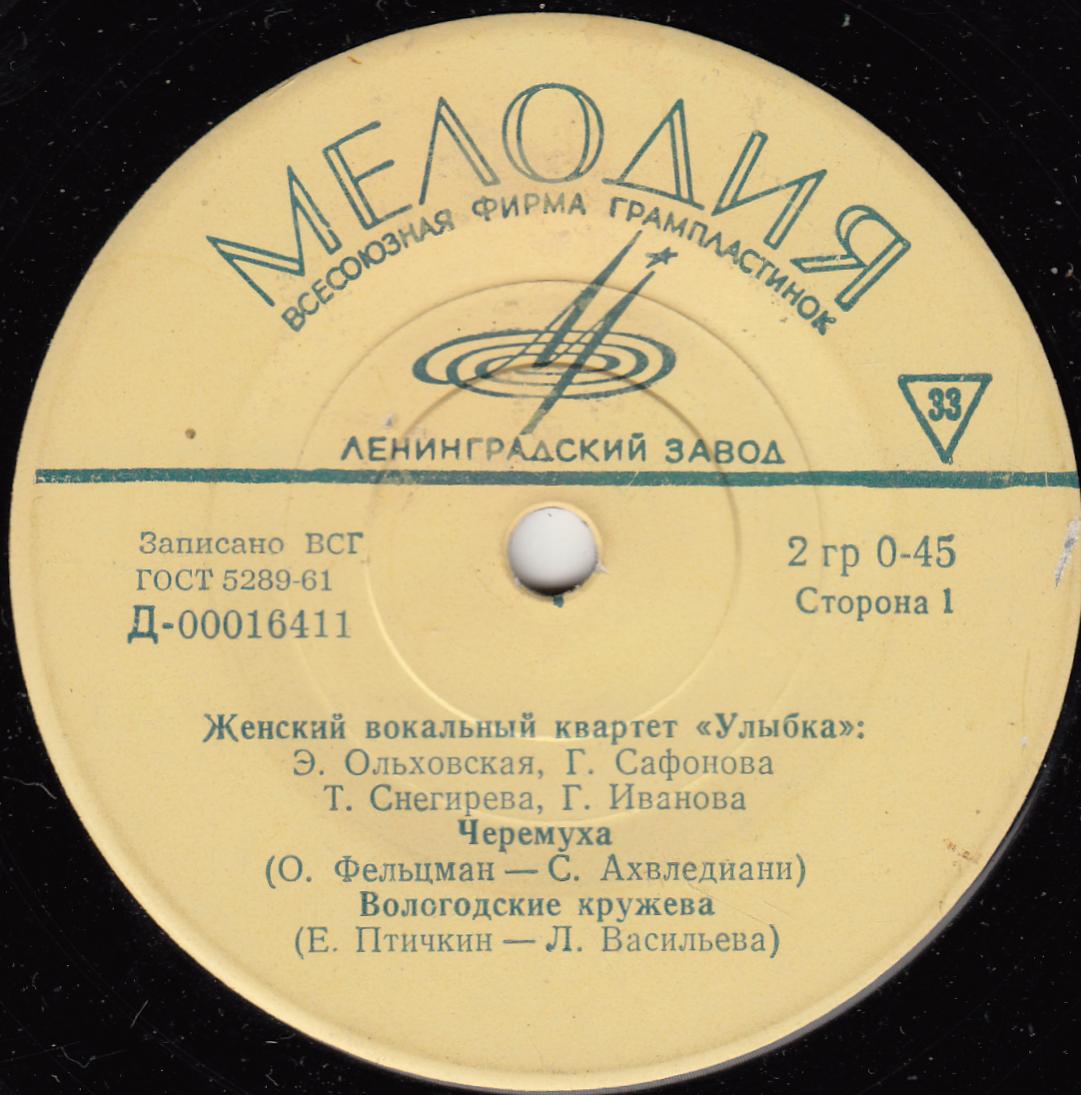 МЕЛОДИЯ
ВСЕСОЮЗНАЯ ФИРМА ГРАМПЛАСТИНОК
33
ЛЕНИНГРАДСКИЙ ЗАВОД
Записано ВСГ
ГОСТ 5289-61
Д-00016411
2 гр 0-45
Сторона 1
Женский вокальный квартет «Улыбка»:
Э. Ольховская, Г. Сафонова
Т. Снегирева, Г. Иванова
Черемуха
(О. Фельцман — С. Ахвледиани)
Вологодские кружева
(Е. Птичкин — Л. Васильева)